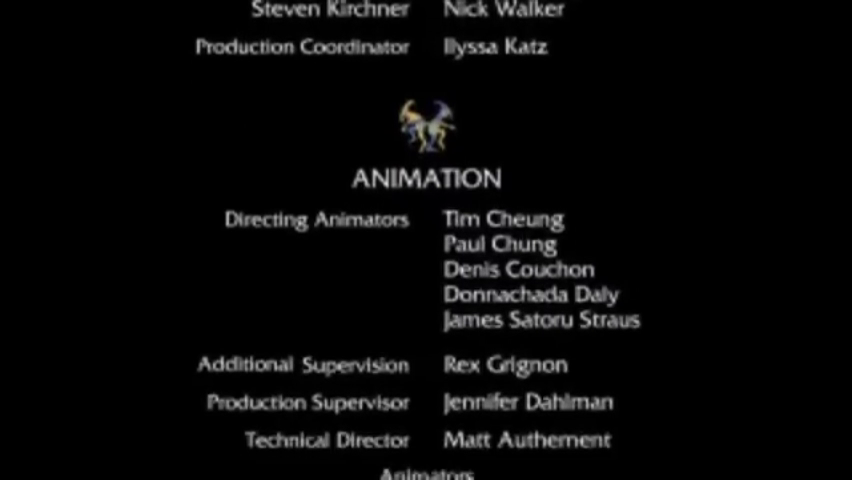 Steven Kirchner Nick Walker
Production Coordinator Ilyssa Katz
ANIMATION
Directing Animators Tim Cheung
Paul Chung
Denis Couchon
Donnachada Daly
James Satoru Straus
Additional Supervision Rex Grignon
Production Supervisor Jennifer Dahlman
Technical Director Matt Authement
Animators